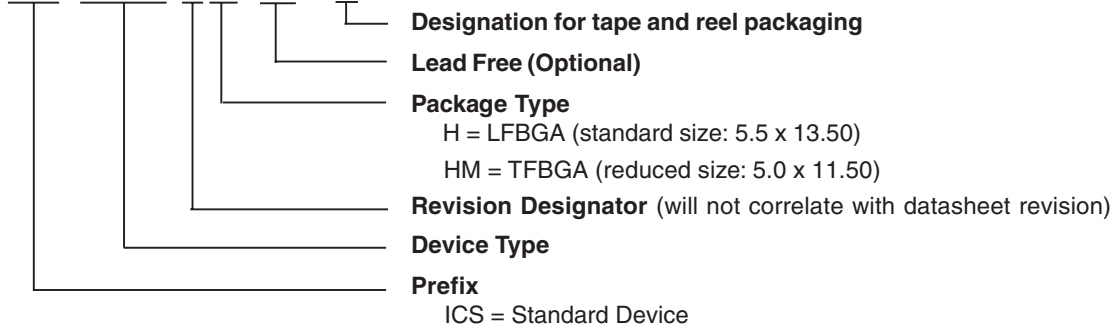 Designation for tape and reel packaging
Lead Free (Optional)
Package Type
H = LFBGA (standard size: 5.5 x 13.50)
HM = TFBGA (reduced size: 5.0 x 11.50)
Revision Designator (will not correlate with datasheet revision)
Device Type
Prefix
ICS = Standard Device